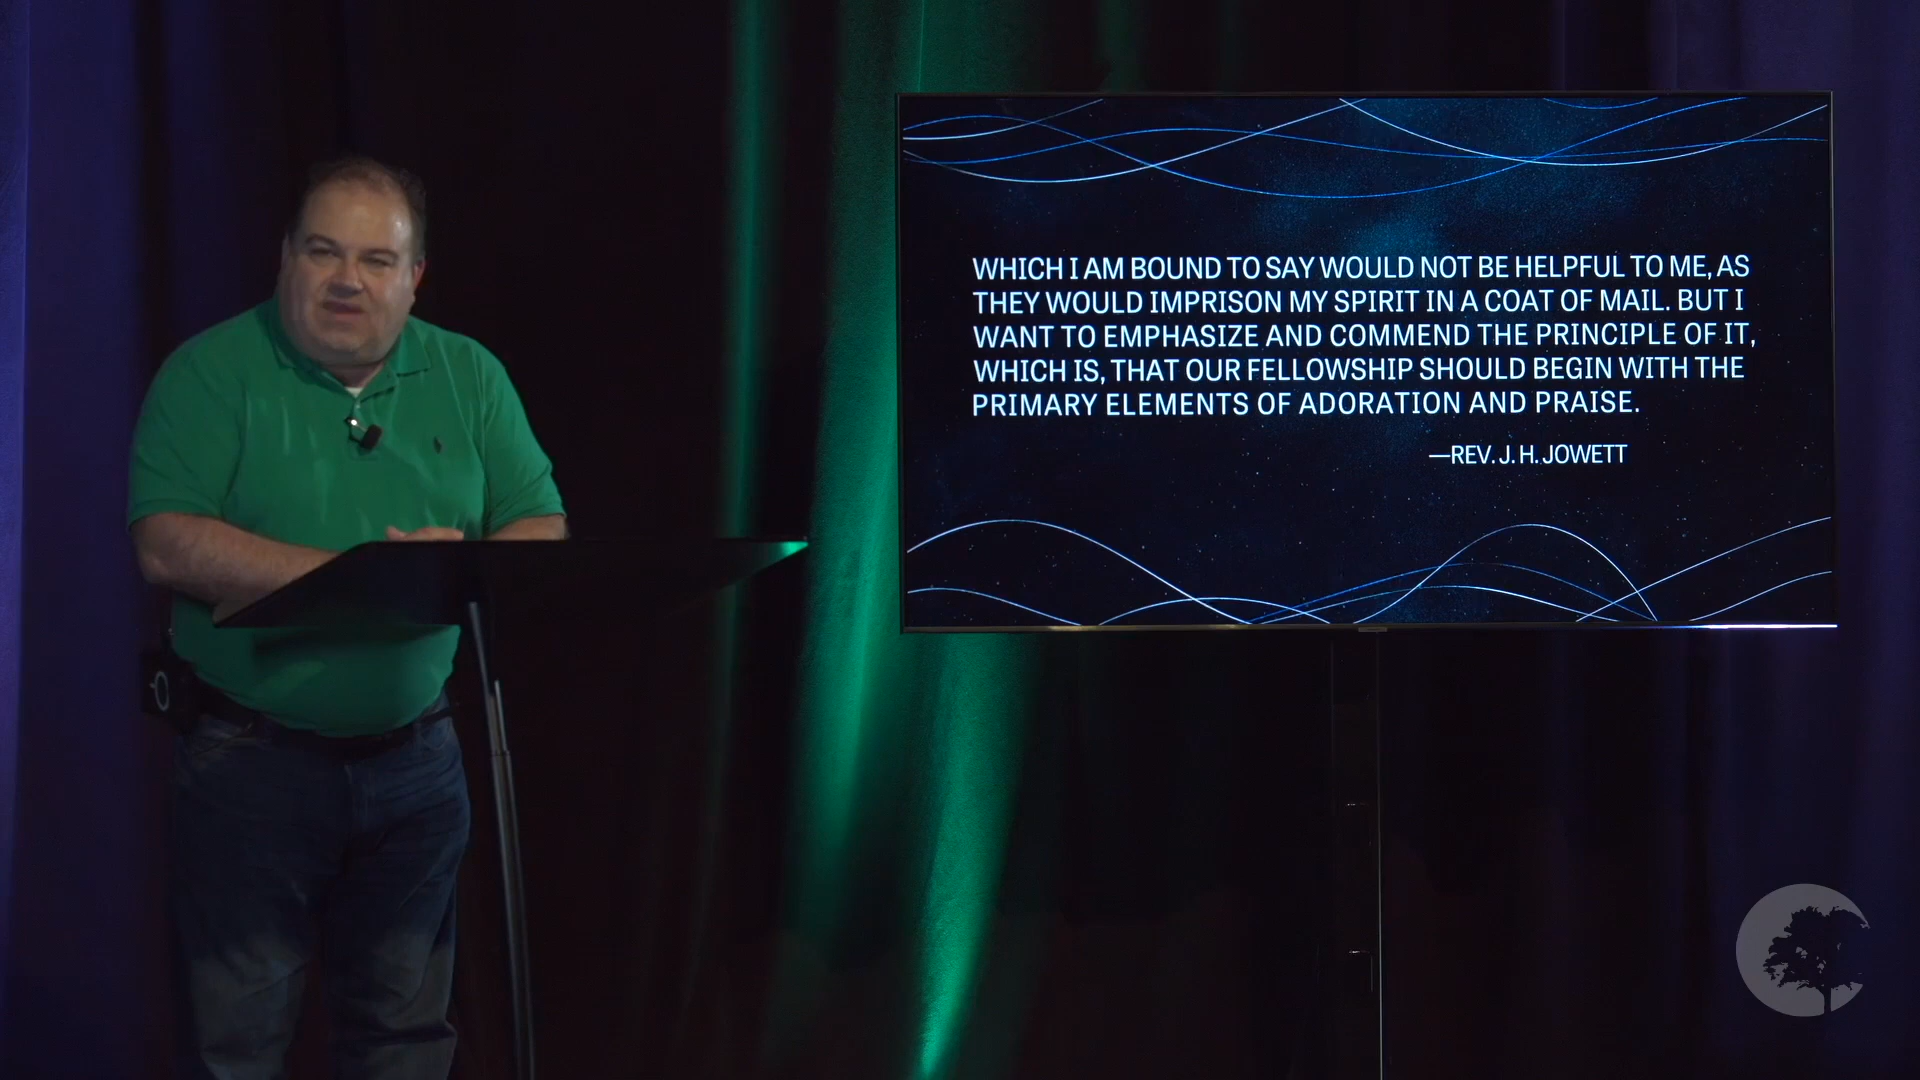 WHICH I AM BOUND TO SAY WOULD NOT BE HELPFUL TO ME, AS
THEY WOULD IMPRISON MY SPIRIT IN A COAT OF MAIL. BUT I
WANT TO EMPHASIZE AND COMMEND THE PRINCIPLE OF IT,
WHICH IS, THAT OUR FELLOWSHIP SHOULD BEGIN WITH THE
PRIMARY ELEMENTS OF ADORATION AND PRAISE.
—REV. J. H. JOWETT